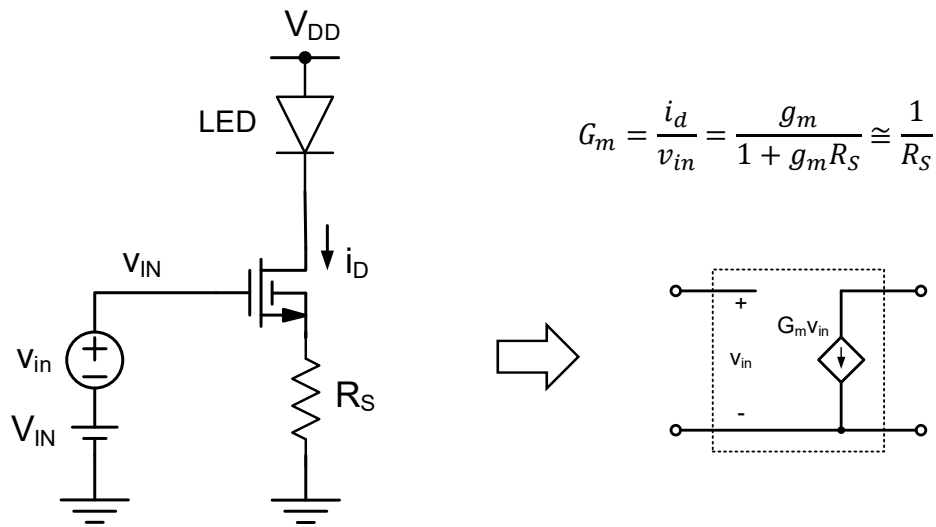 V_DD
LED
G_m = i_d / v_in = g_m / (1 + g_m R_S) ≅ 1 / R_S
v_IN
i_D
+
G_m v_in
v_in
v_in
R_S
V_IN
-